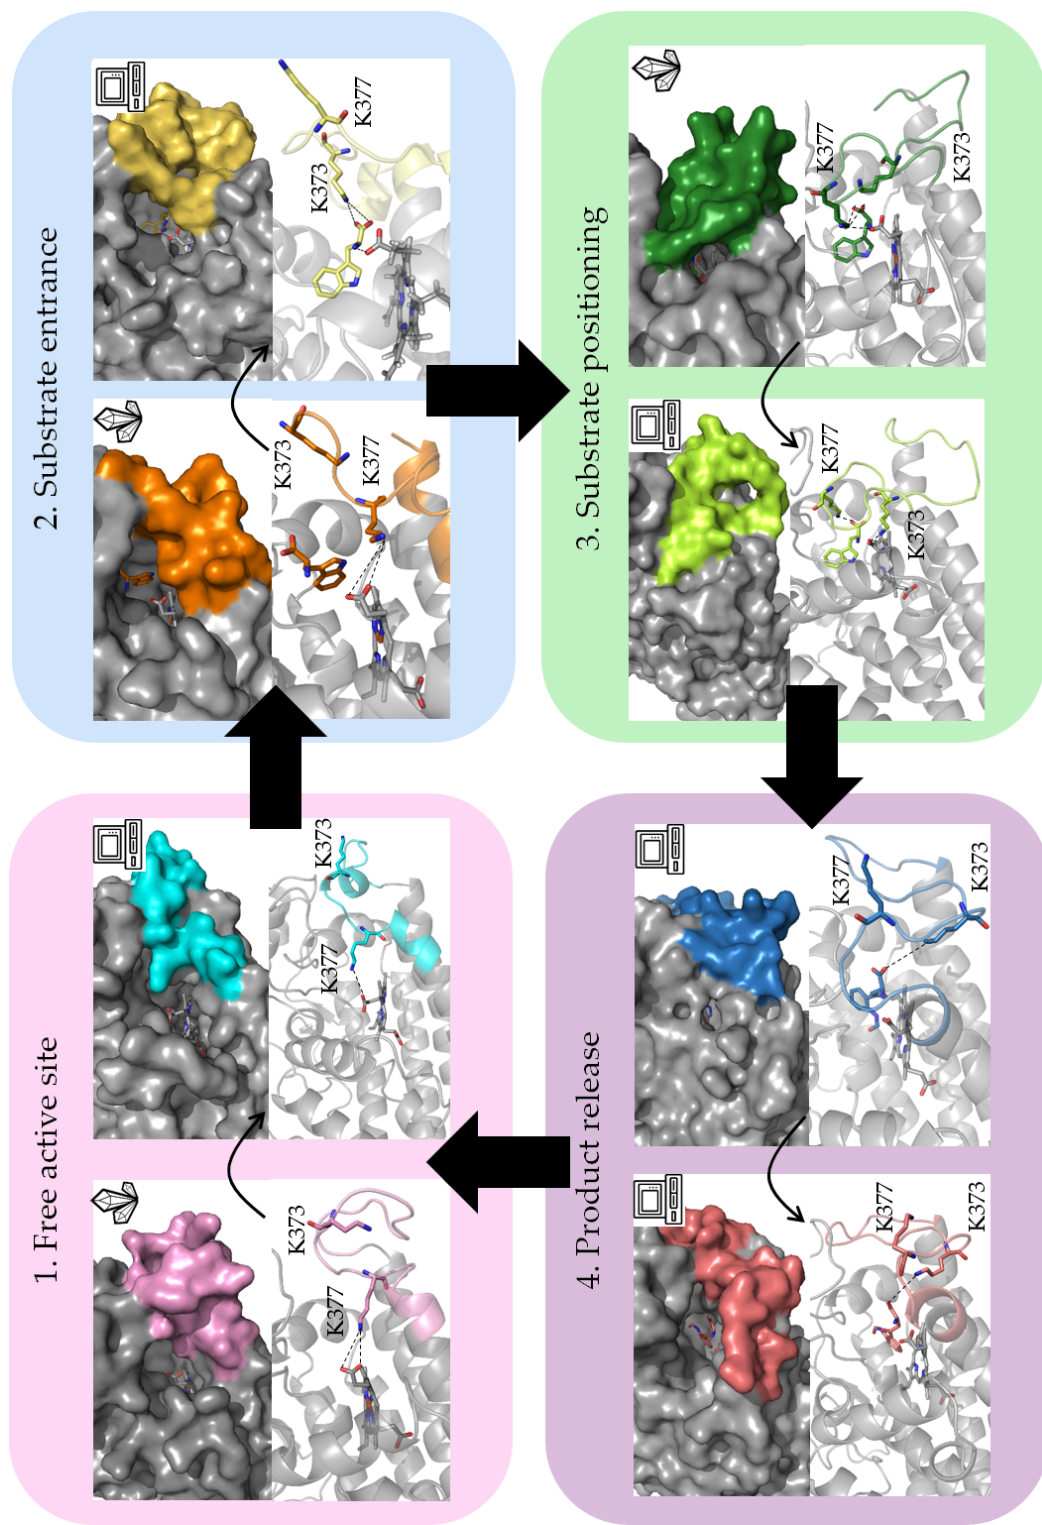 1. Free active site
K377
K373
K377
K373
2. Substrate entrance
K373
K377
K373
K377
3. Substrate positioning
K377
K373
K377
K373
4. Product release
K377
K373
K377
K373